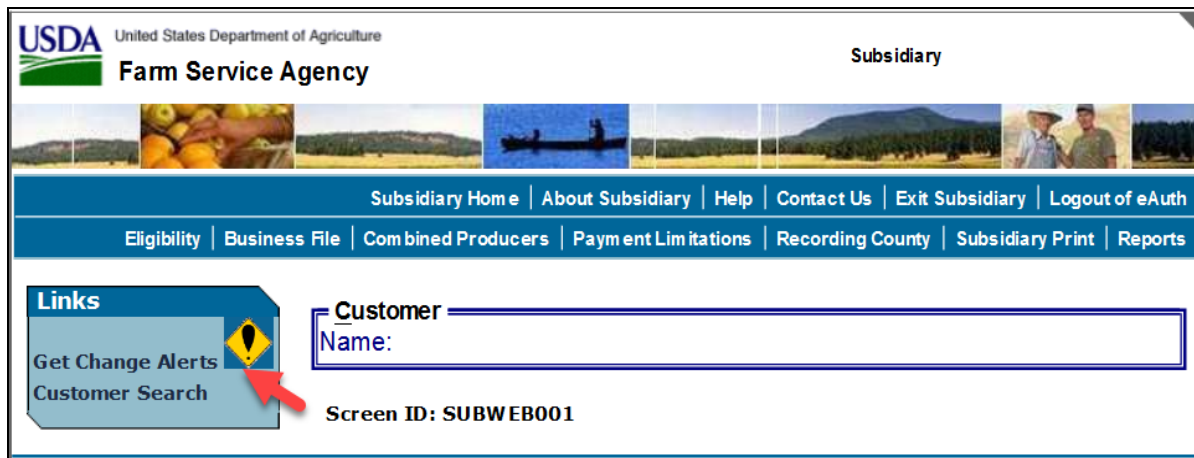 USDA United States Department of Agriculture
Farm Service Agency
Subsidiary
Subsidiary Home | About Subsidiary | Help | Contact Us | Exit Subsidiary | Logout of eAuth
Eligibility | Business File | Combined Producers | Payment Limitations | Recording County | Subsidiary Print | Reports
Links
Get Change Alerts !
Customer Search
Customer
Name:
Screen ID: SUBWEB001